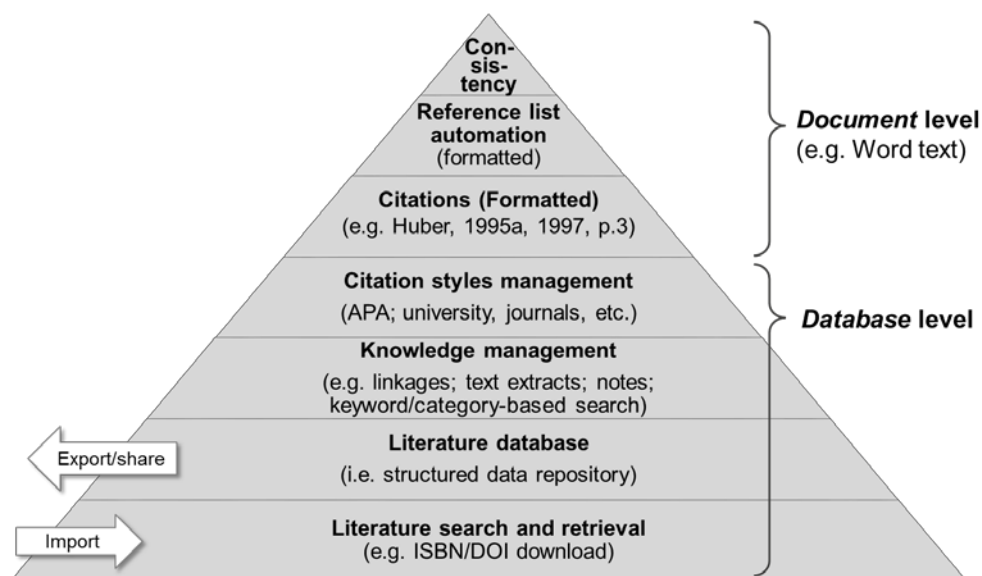 Con-
sis-
tency
Reference list
automation
(formatted)
Document level
(e.g. Word text)
Citations (Formatted)
(e.g. Huber, 1995a, 1997, p.3)
Citation styles management
(APA; university, journals, etc.)
Database level
Knowledge management
(e.g. linkages; text extracts; notes;
keyword/category-based search)
Literature database
(i.e. structured data repository)
Export/share
Literature search and retrieval
(e.g. ISBN/DOI download)
Import